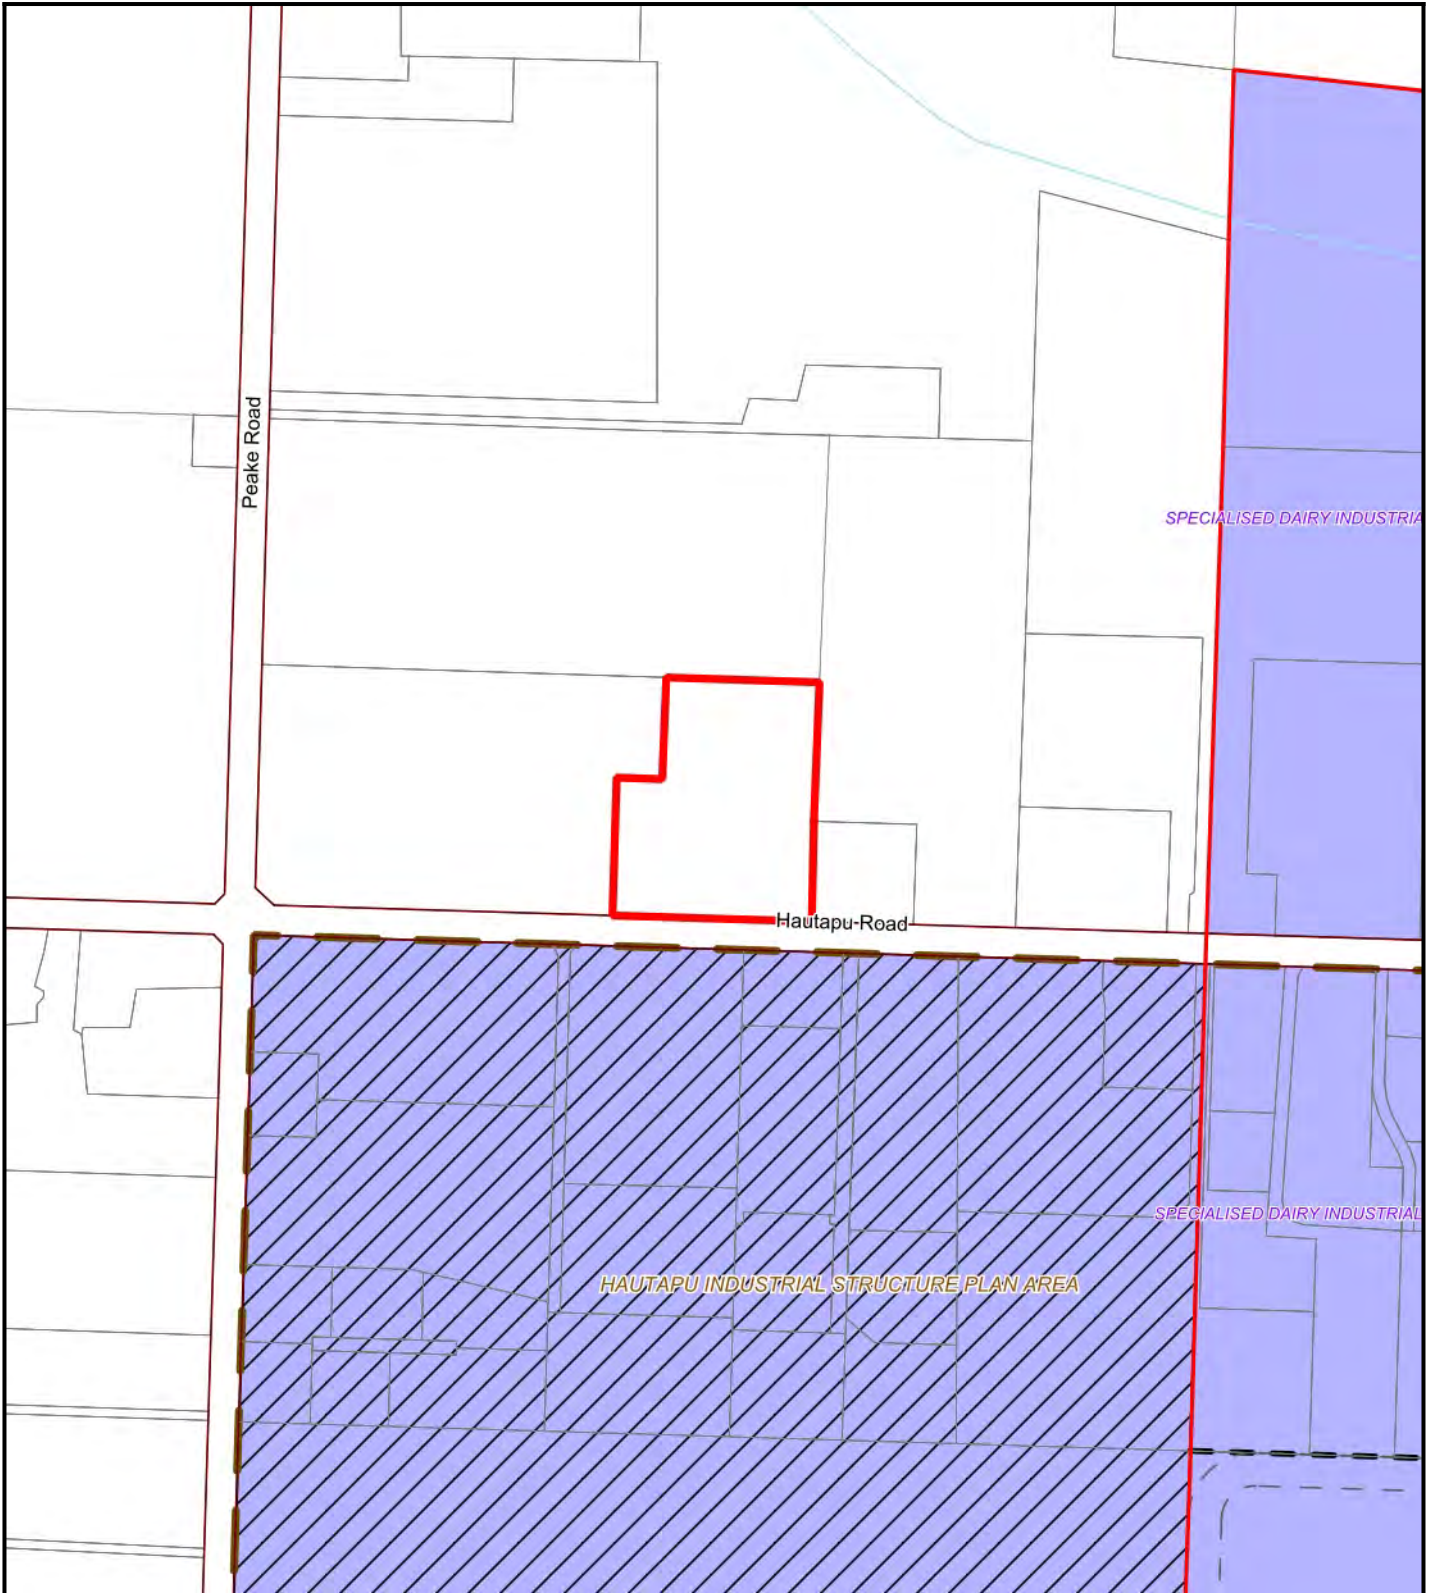 Peake Road
SPECIALISED DAIRY INDUSTRIA
Hautapu Road
SPECIALISED DAIRY INDUSTRIAL
HAUTAPU INDUSTRIAL STRUCTURE PLAN AREA